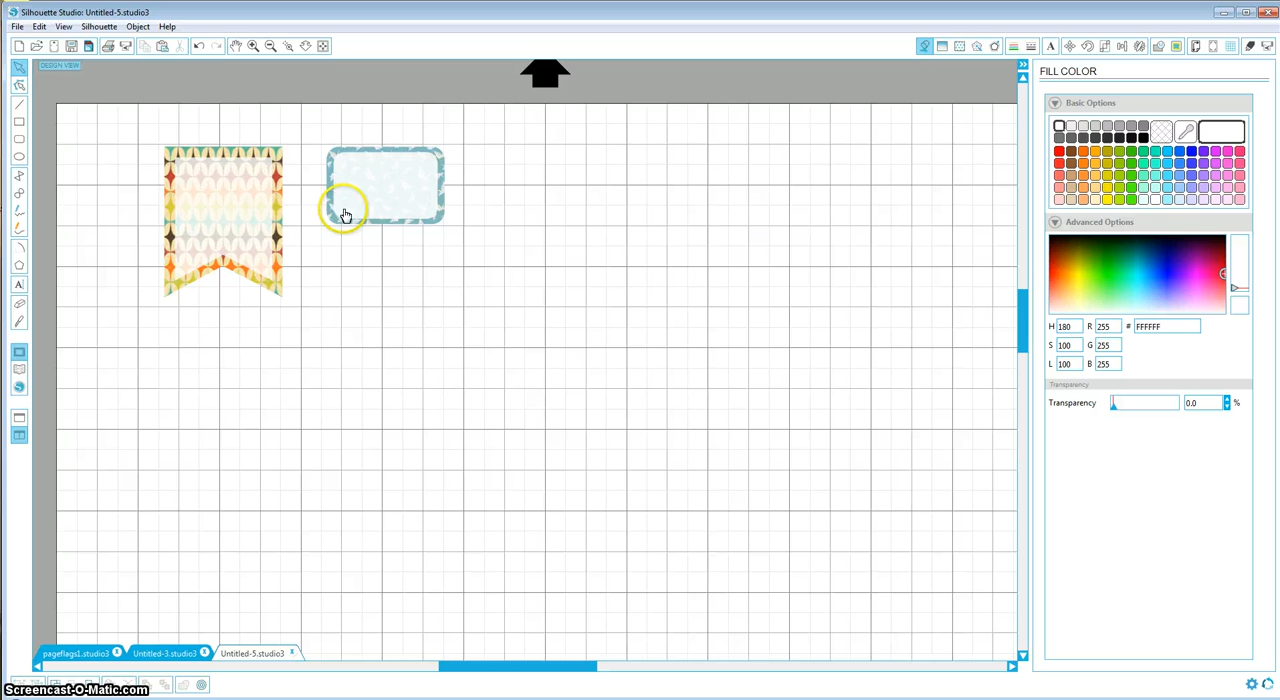 Silhouette Studio: Untitled-5.studio3
File Edit View Silhouette Object Help
DESIGN VIEW
FILL COLOR
Basic Options
Advanced Options
H 180 R 255 # FFFFFF
S 100 G 255
L 100 B 255
Transparency
Transparency 0.0 %
pageflags1.studio3 Untitled-3.studio3 Untitled-5.studio3
Screencast-O-Matic.com